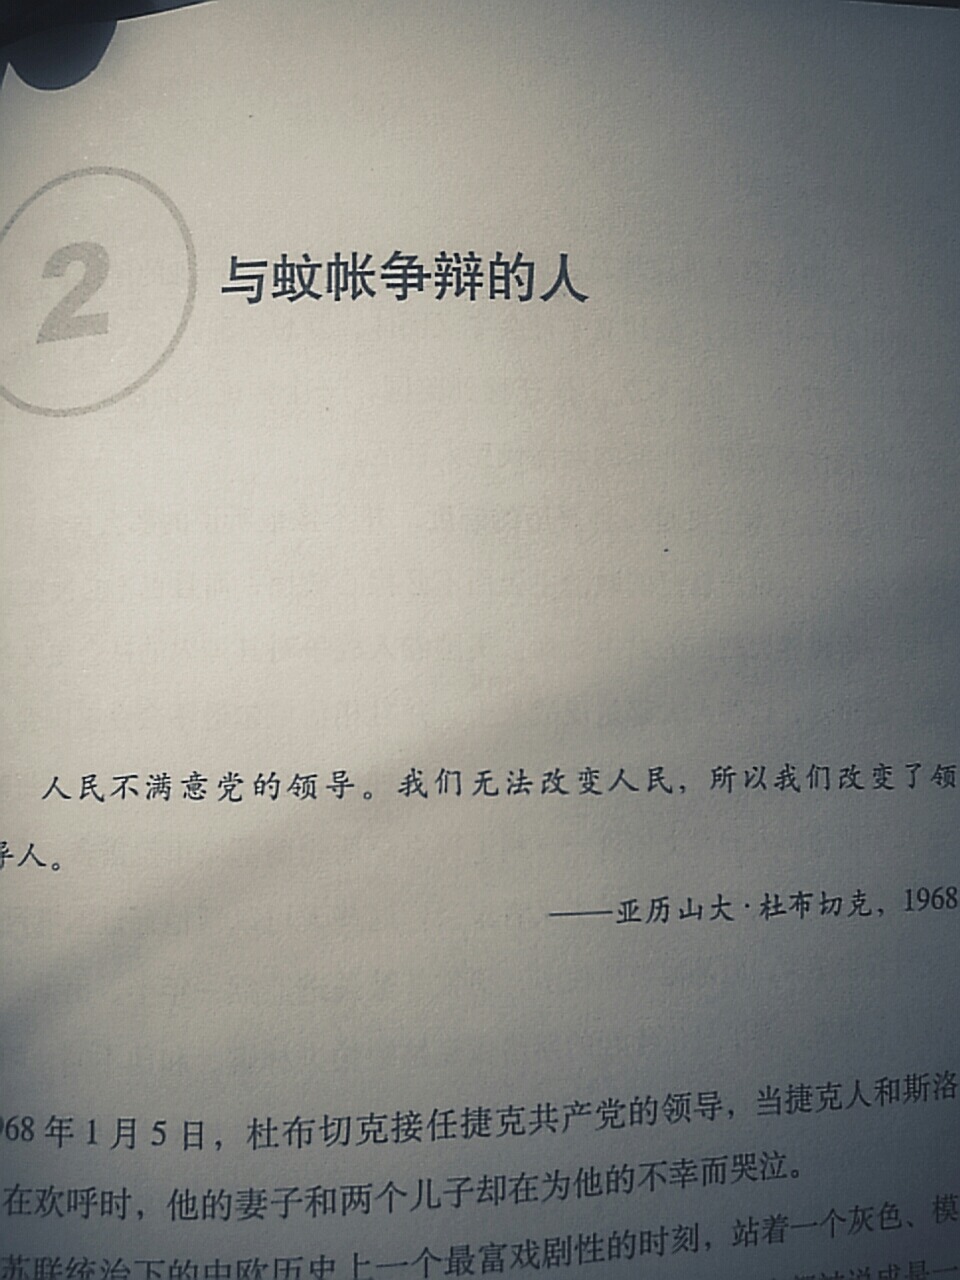 2
与蚊帐争辩的人
人民不满意党的领导。我们无法改变人民，所以我们改变了领
导人。
——亚历山大·杜布切克，1968
968年1月5日，杜布切克接任捷克共产党的领导，当捷克人和斯洛
在欢呼时，他的妻子和两个儿子却在为他的不幸而哭泣。
苏联统治下的中欧历史上一个最富戏剧性的时刻，站着一个灰色、模